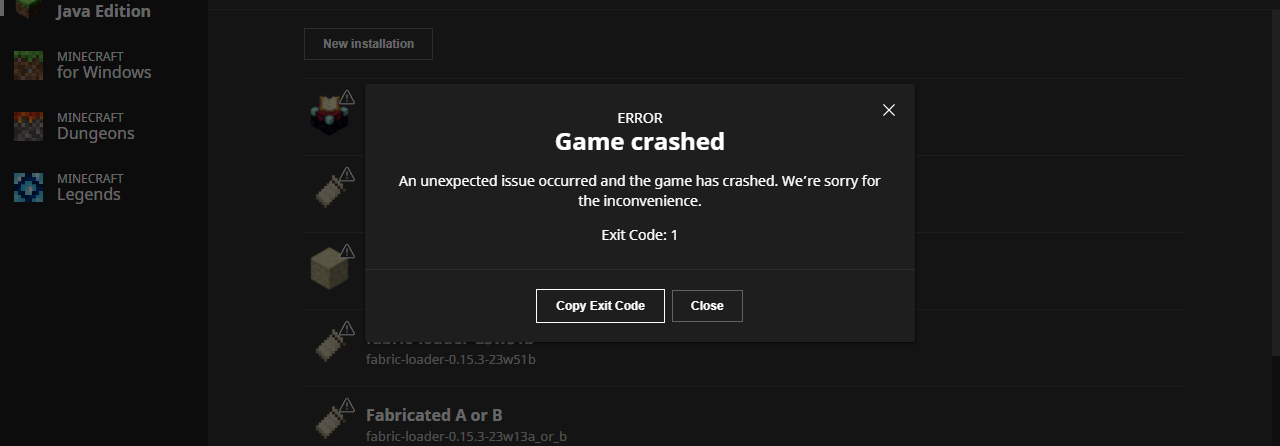 Java Edition
New installation
MINECRAFT
for Windows
MINECRAFT
Dungeons
MINECRAFT
Legends
ERROR
Game crashed
An unexpected issue occurred and the game has crashed. We’re sorry for
the inconvenience.
Exit Code: 1
Copy Exit Code
Close
fabric-loader-0.15.3-23w51b
Fabricated A or B
fabric-loader-0.15.3-23w13a_or_b